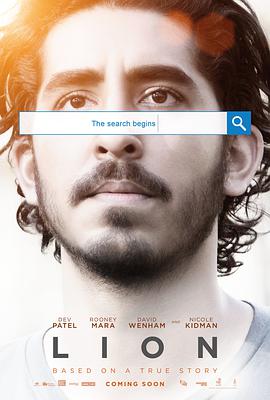 The search begins
DEV PATEL ROONEY MARA DAVID WENHAM AND NICOLE KIDMAN
LION
BASED ON A TRUE STORY
COMING SOON